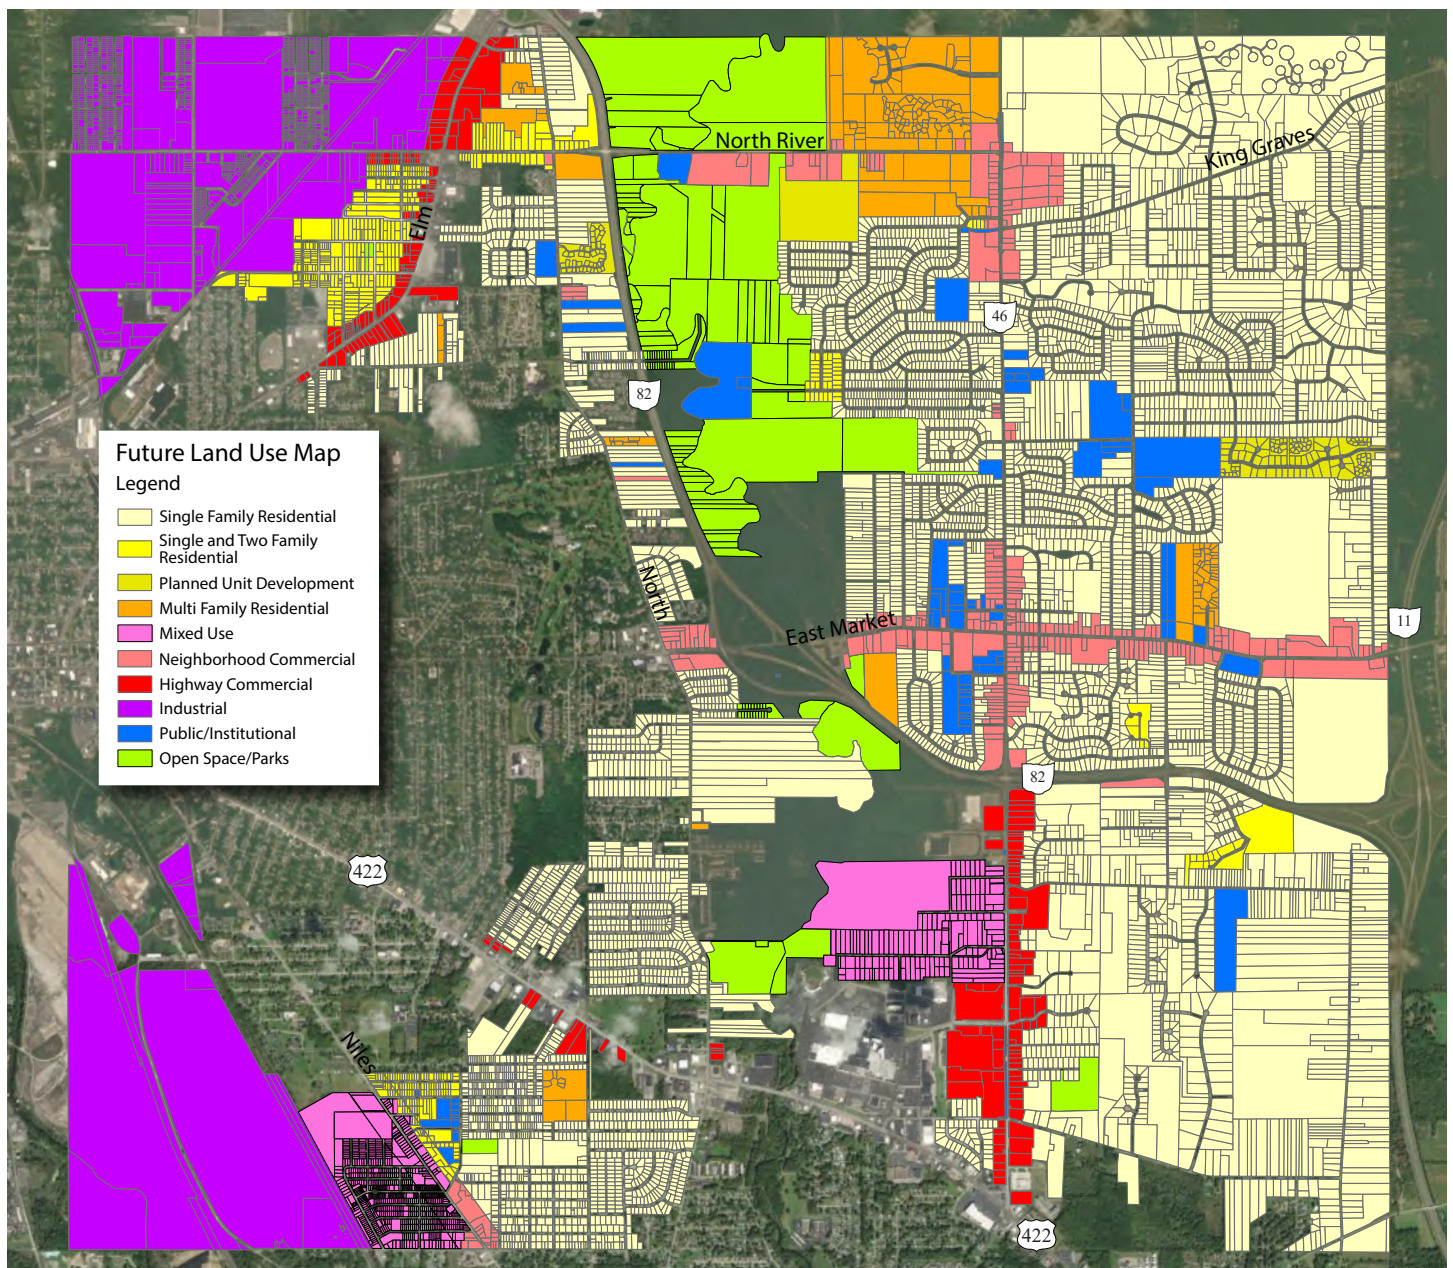 North River
King Graves
Elm
46
82
Future Land Use Map
Legend
Single Family Residential
Single and Two Family
Residential
Planned Unit Development
Multi Family Residential
Mixed Use
Neighborhood Commercial
Highway Commercial
Industrial
Public/Institutional
Open Space/Parks
North
East Market
11
82
422
Niles
422